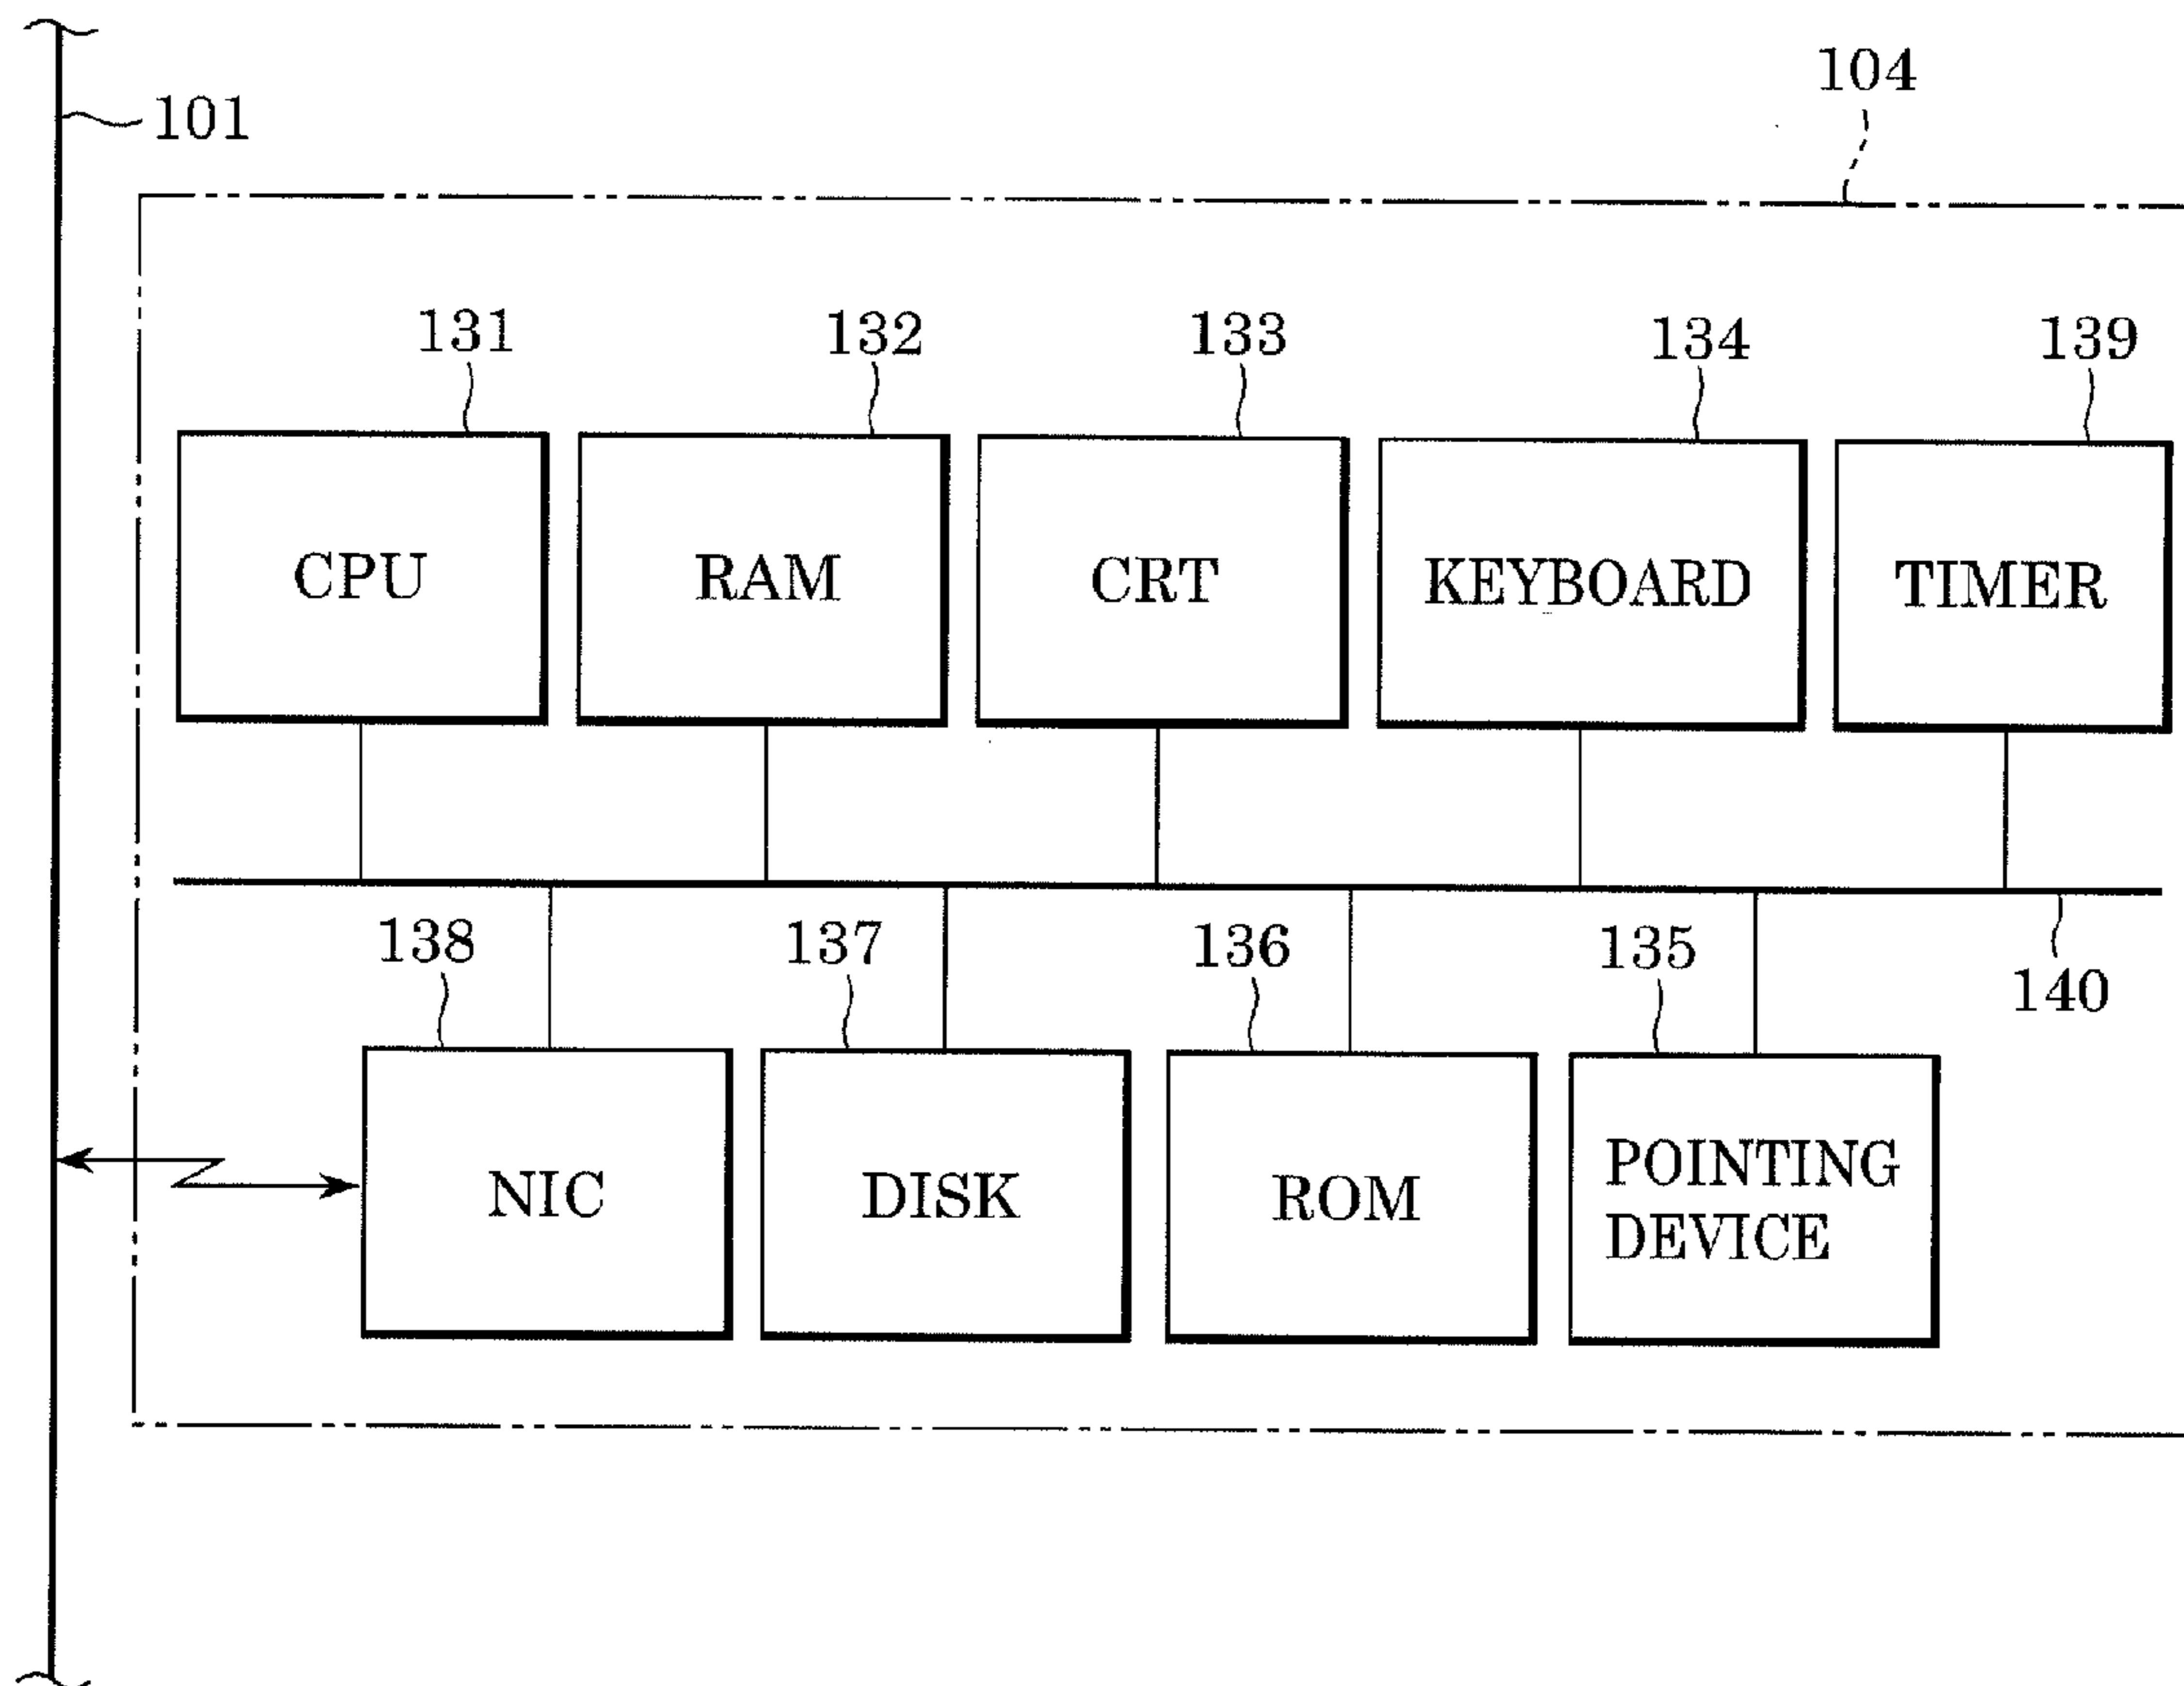 104
101
131
132
133
134
139
CPU
RAM
CRT
KEYBOARD
TIMER
138
137
136
135
140
NIC
DISK
ROM
POINTING
DEVICE